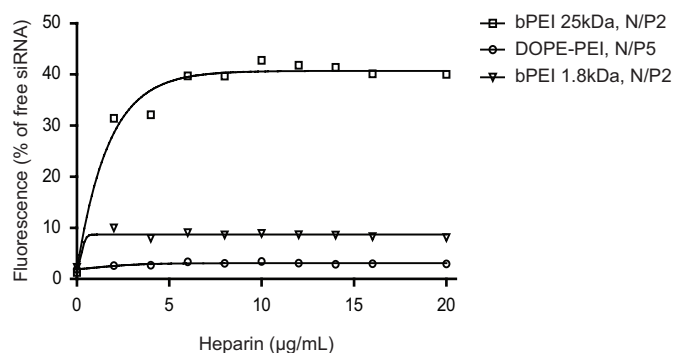 50
40
30
20
10
0
Fluorescence (% of free siRNA)
0 5 10 15 20
Heparin (μg/mL)
bPEI 25kDa, N/P2
DOPE-PEI, N/P5
bPEI 1.8kDa, N/P2